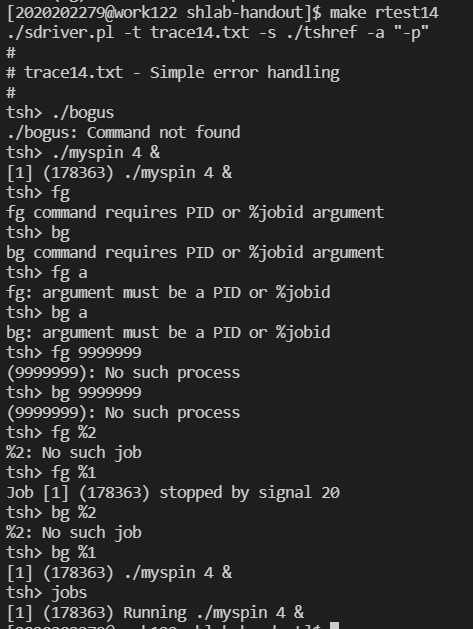 [2020202279@work122 shlab-handout]$ make rtest14
./sdriver.pl -t trace14.txt -s ./tshref -a "-p"
#
# trace14.txt - Simple error handling
#
tsh> ./bogus
./bogus: Command not found
tsh> ./myspin 4 &
[1] (178363) ./myspin 4 &
tsh> fg
fg command requires PID or %jobid argument
tsh> bg
bg command requires PID or %jobid argument
tsh> fg a
fg: argument must be a PID or %jobid
tsh> bg a
bg: argument must be a PID or %jobid
tsh> fg 9999999
(9999999): No such process
tsh> bg 9999999
(9999999): No such process
tsh> fg %2
%2: No such job
tsh> fg %1
Job [1] (178363) stopped by signal 20
tsh> bg %2
%2: No such job
tsh> bg %1
[1] (178363) ./myspin 4 &
tsh> jobs
[1] (178363) Running ./myspin 4 &
[2020202279@work122 shlab-handout]$